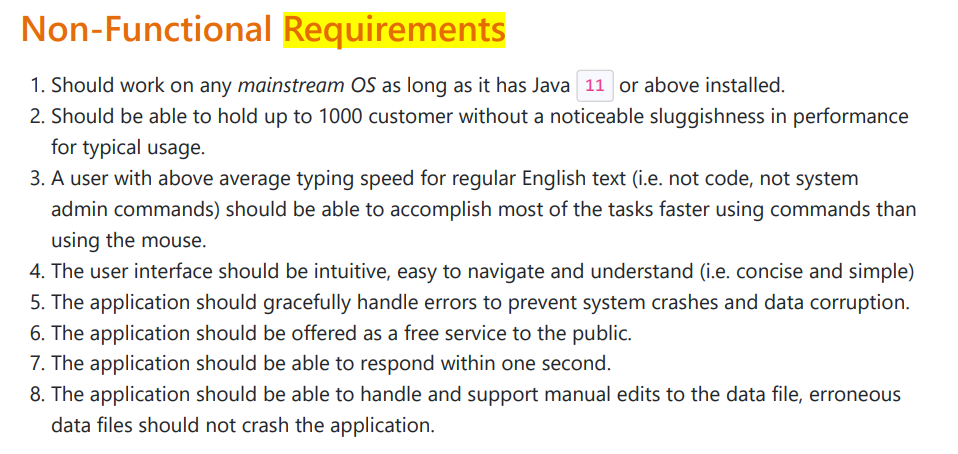 Non-Functional Requirements
1. Should work on any mainstream OS as long as it has Java 11 or above installed.
2. Should be able to hold up to 1000 customer without a noticeable sluggishness in performance
for typical usage.
3. A user with above average typing speed for regular English text (i.e. not code, not system
admin commands) should be able to accomplish most of the tasks faster using commands than
using the mouse.
4. The user interface should be intuitive, easy to navigate and understand (i.e. concise and simple)
5. The application should gracefully handle errors to prevent system crashes and data corruption.
6. The application should be offered as a free service to the public.
7. The application should be able to respond within one second.
8. The application should be able to handle and support manual edits to the data file, erroneous
data files should not crash the application.